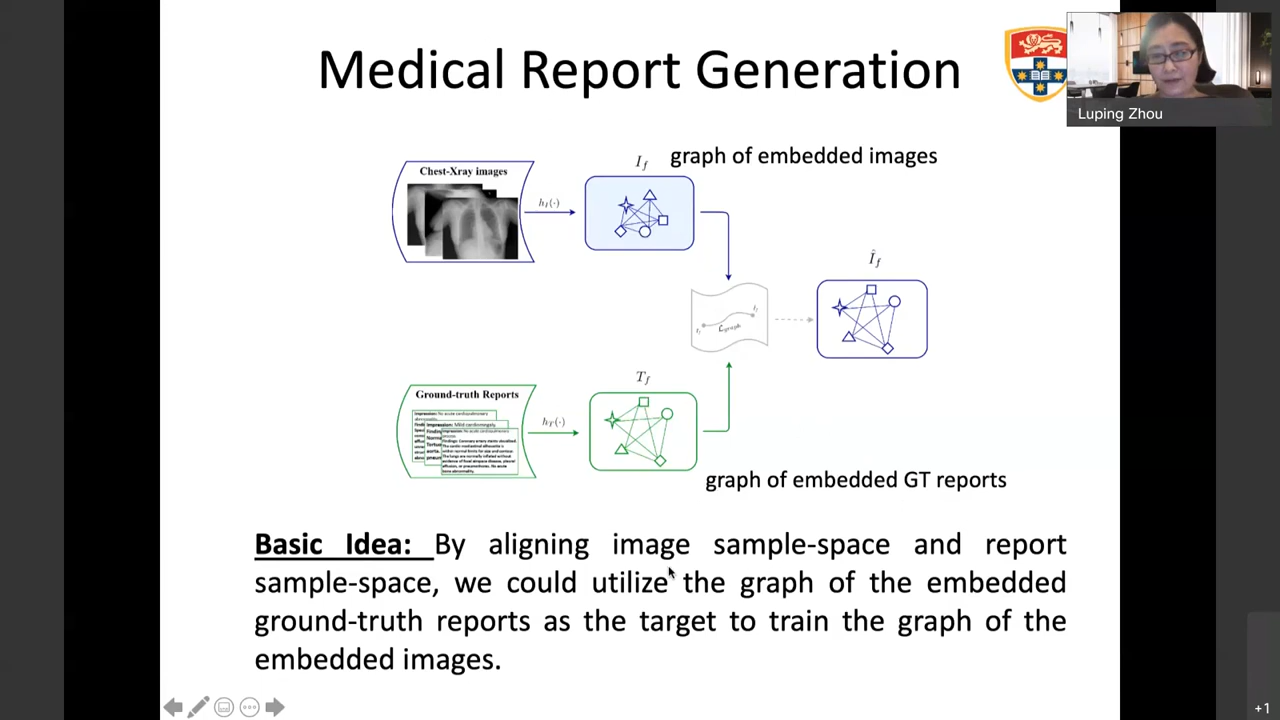 Medical Report Generation
Luping Zhou
Chest-Xray images
h_I(·)
I_f
graph of embedded images
Î_f
L_graph
Ground-truth Reports
h_T(·)
T_f
graph of embedded GT reports
Basic Idea: By aligning image sample-space and report
sample-space, we could utilize the graph of the embedded
ground-truth reports as the target to train the graph of the
embedded images.
+1